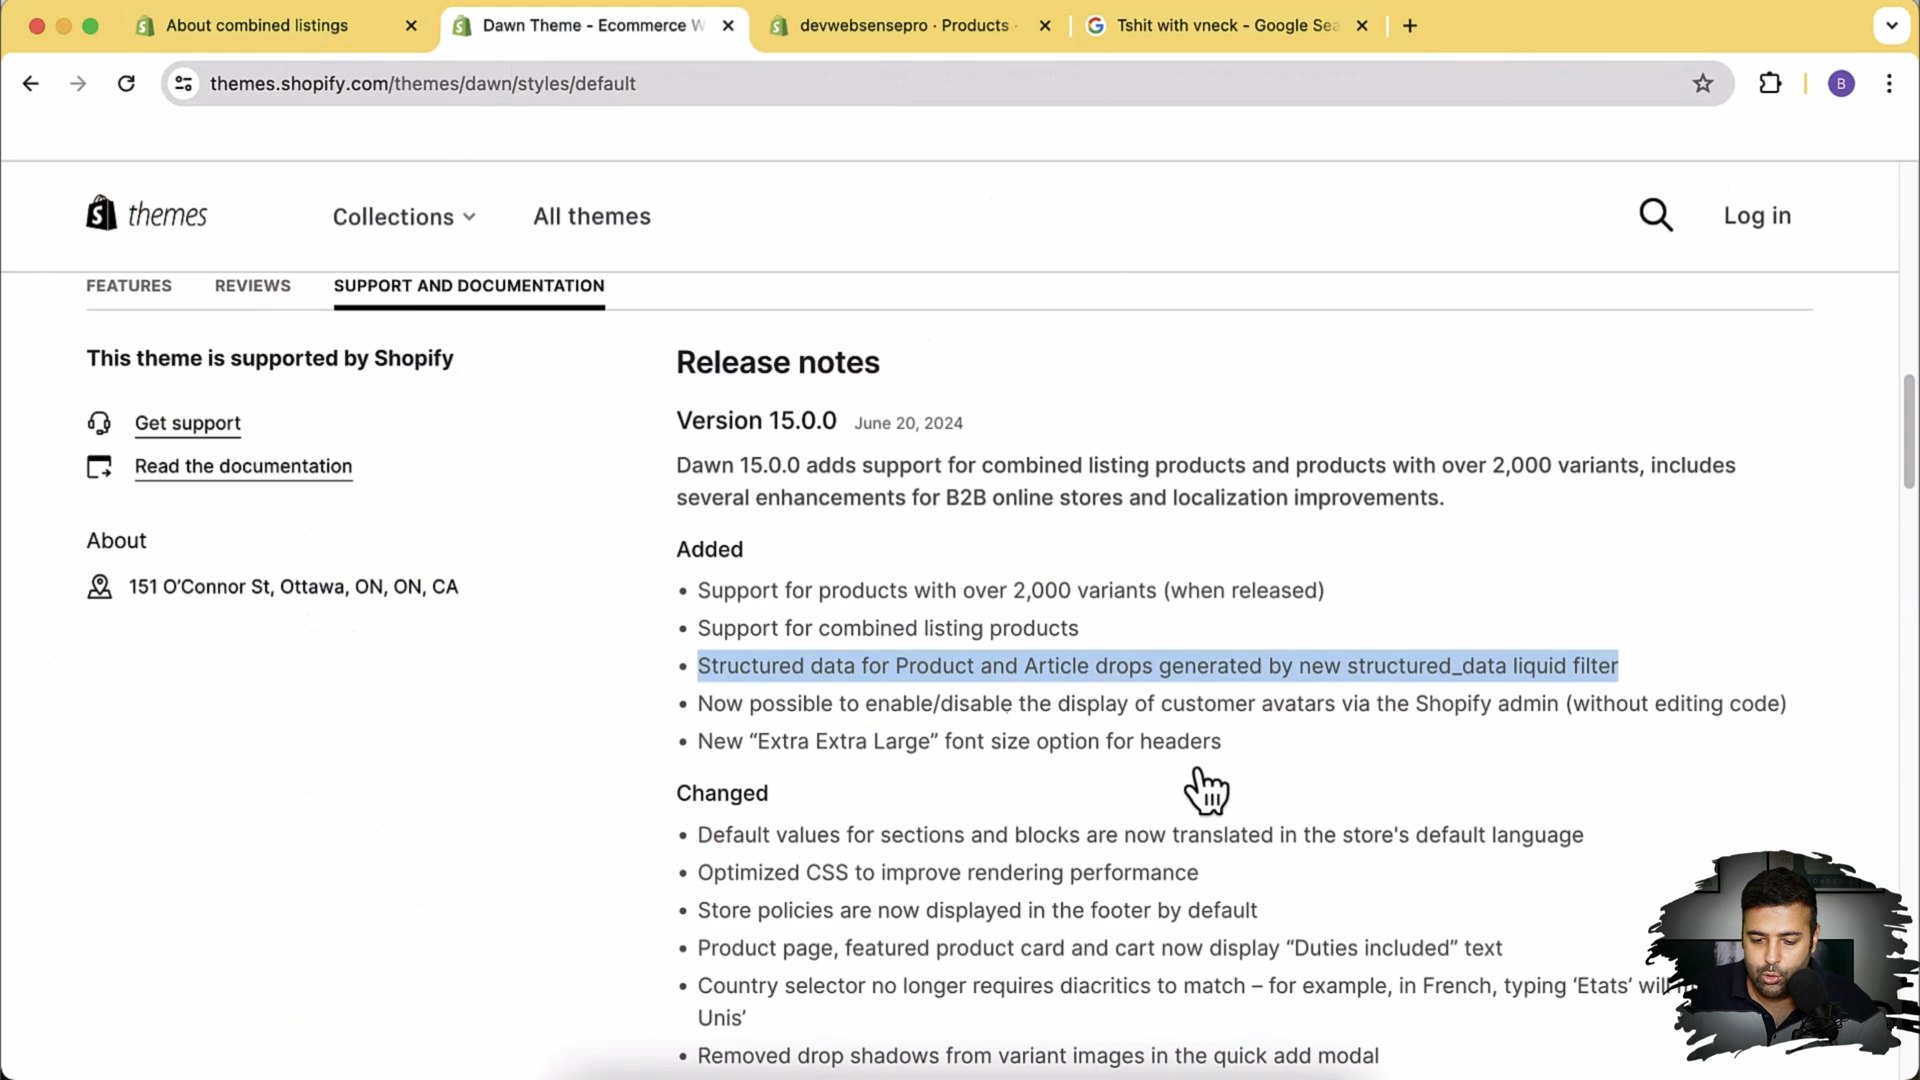 About combined listings
Dawn Theme - Ecommerce W
devwebsensepro · Products ·
Tshit with vneck - Google Sea
themes.shopify.com/themes/dawn/styles/default
B
themes
Collections
All themes
Log in
FEATURES
REVIEWS
SUPPORT AND DOCUMENTATION
This theme is supported by Shopify
Get support
Read the documentation
About
151 O'Connor St, Ottawa, ON, ON, CA
Release notes
Version 15.0.0 June 20, 2024
Dawn 15.0.0 adds support for combined listing products and products with over 2,000 variants, includes
several enhancements for B2B online stores and localization improvements.
Added
• Support for products with over 2,000 variants (when released)
• Support for combined listing products
• Structured data for Product and Article drops generated by new structured_data liquid filter
• Now possible to enable/disable the display of customer avatars via the Shopify admin (without editing code)
• New “Extra Extra Large” font size option for headers
Changed
• Default values for sections and blocks are now translated in the store's default language
• Optimized CSS to improve rendering performance
• Store policies are now displayed in the footer by default
• Product page, featured product card and cart now display “Duties included” text
• Country selector no longer requires diacritics to match – for example, in French, typing ‘Etats’ will
Unis’
• Removed drop shadows from variant images in the quick add modal